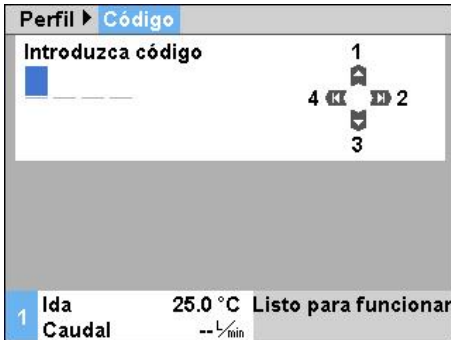 Perfil Código
Introduzca código
1
4 2
3
1
Ida 25.0 °C Listo para funcionar
Caudal -- L/min